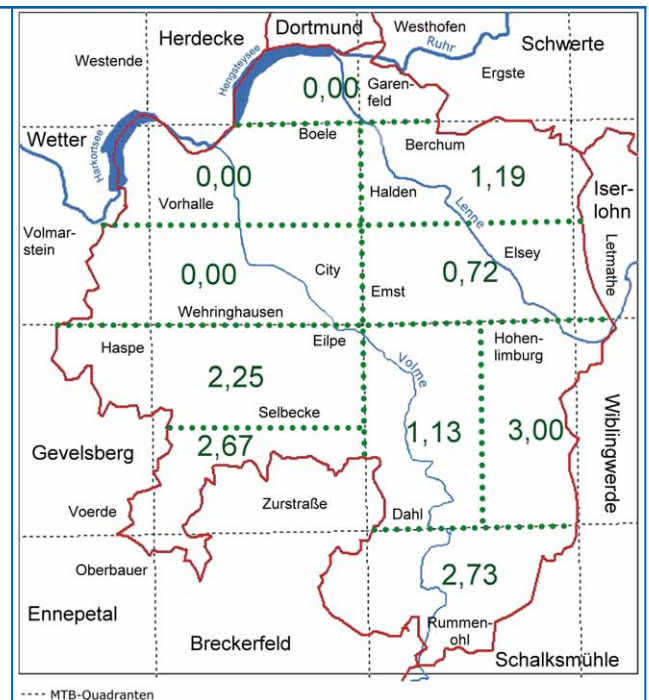 Dortmund
Westhofen
Herdecke
Ruhr
Schwerte
Westende
Hengsteysee
Ergste
0,00
Garen-
feld
Wetter
Boele
Berchum
Harkortsee
0,00
1,19
Halden
Iser-
lohn
Vorhalle
Lenne
Volmar-
stein
Elsey
Letmathe
0,00
City
0,72
Emst
Wehringhausen
Haspe
Eilpe
Hohen-
limburg
Volme
2,25
Selbecke
1,13
3,00
Wiblingwerde
Gevelsberg
2,67
Voerde
Zurstraße
Dahl
Oberbauer
2,73
Ennepetal
Rummen-
ohl
Breckerfeld
Schalksmühle
---- MTB-Quadranten